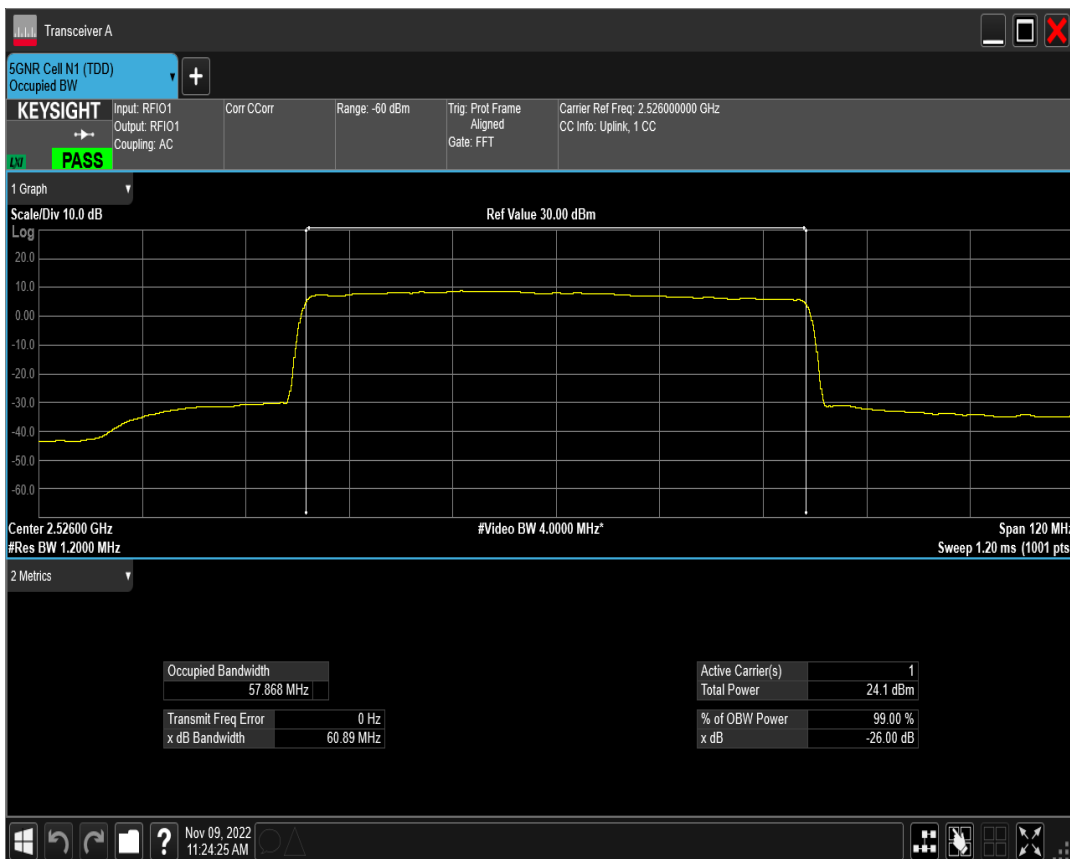 Transceiver A
5GNR Cell N1 (TDD)
Occupied BW
+
KEYSIGHT
LXI
PASS
Input: RFIO1
Output: RFIO1
Coupling: AC
Corr CCorr
Range: -60 dBm
Trig: Prot Frame
Aligned
Gate: FFT
Carrier Ref Freq: 2.526000000 GHz
CC Info: Uplink, 1 CC
1 Graph
Scale/Div 10.0 dB
Ref Value 30.00 dBm
Log
20.0
10.0
0.00
-10.0
-20.0
-30.0
-40.0
-50.0
-60.0
Center 2.52600 GHz
#Video BW 4.0000 MHz*
Span 120 MHz
#Res BW 1.2000 MHz
Sweep 1.20 ms (1001 pts
2 Metrics
Occupied Bandwidth
57.868 MHz
Transmit Freq Error 0 Hz
x dB Bandwidth 60.89 MHz
Active Carrier(s) 1
Total Power 24.1 dBm
% of OBW Power 99.00 %
x dB -26.00 dB
?
Nov 09, 2022
11:24:25 AM